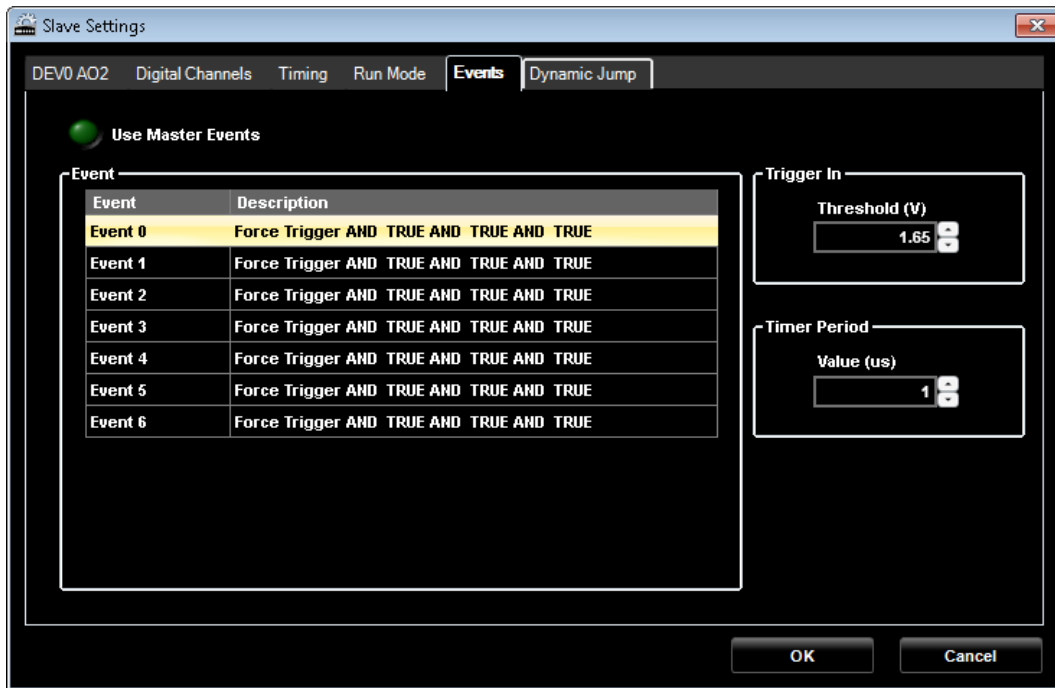 Slave Settings
DEV0 AO2 Digital Channels Timing Run Mode Events Dynamic Jump
Use Master Events
Event
Event Description
Event 0 Force Trigger AND TRUE AND TRUE AND TRUE
Event 1 Force Trigger AND TRUE AND TRUE AND TRUE
Event 2 Force Trigger AND TRUE AND TRUE AND TRUE
Event 3 Force Trigger AND TRUE AND TRUE AND TRUE
Event 4 Force Trigger AND TRUE AND TRUE AND TRUE
Event 5 Force Trigger AND TRUE AND TRUE AND TRUE
Event 6 Force Trigger AND TRUE AND TRUE AND TRUE
Trigger In
Threshold (V)
1.65
Timer Period
Value (us)
1
OK Cancel